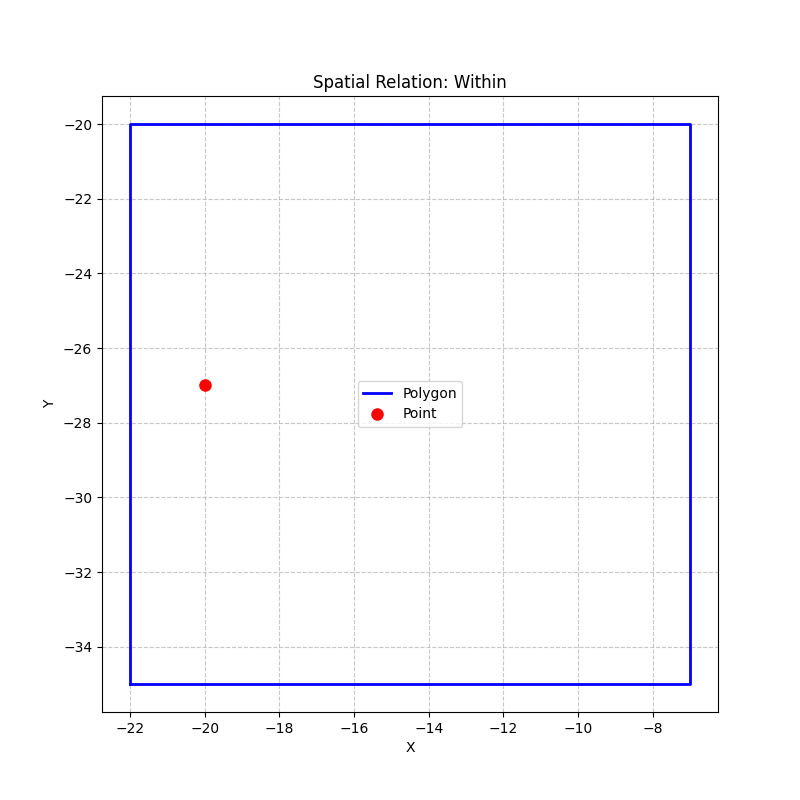 Spatial Relation: Within
−20
−22
−24
−26
−28
−30
−32
−34
Y
Polygon
Point
−22 −20 −18 −16 −14 −12 −10 −8
X